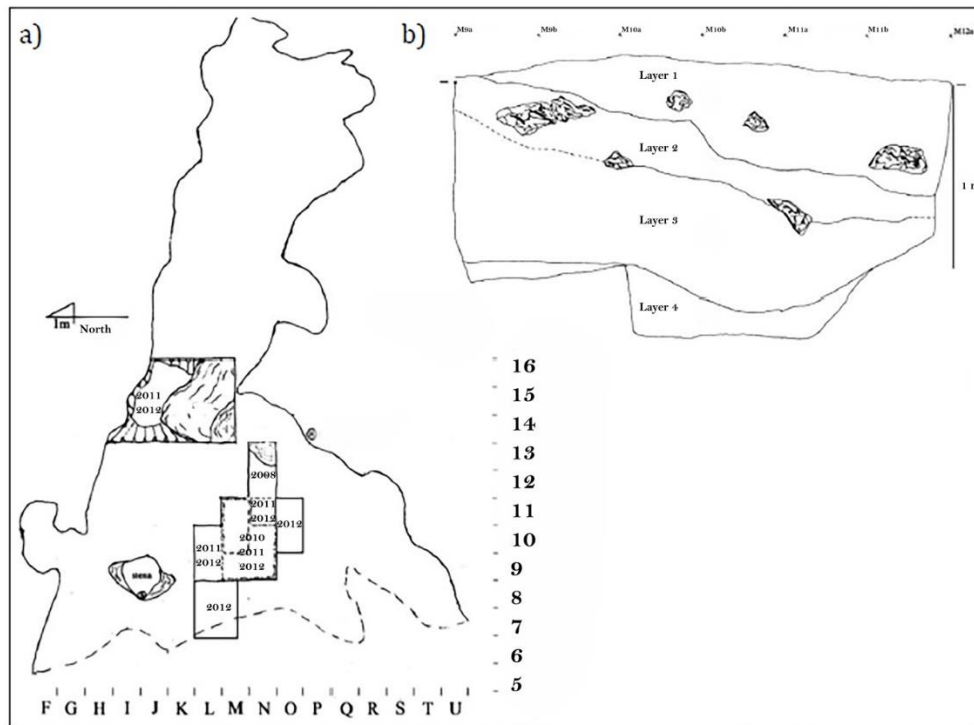 a)
b)
M9a M9b M10a M10b M11a M11b M12a
Layer 1
Layer 2
Layer 3
Layer 4
1 m
1m North
2011
2012
2008
2011
2012
2012
2010
2011
2012
2011
2012
2012
stena
16
15
14
13
12
11
10
9
8
7
6
5
F G H I J K L M N O P Q R S T U